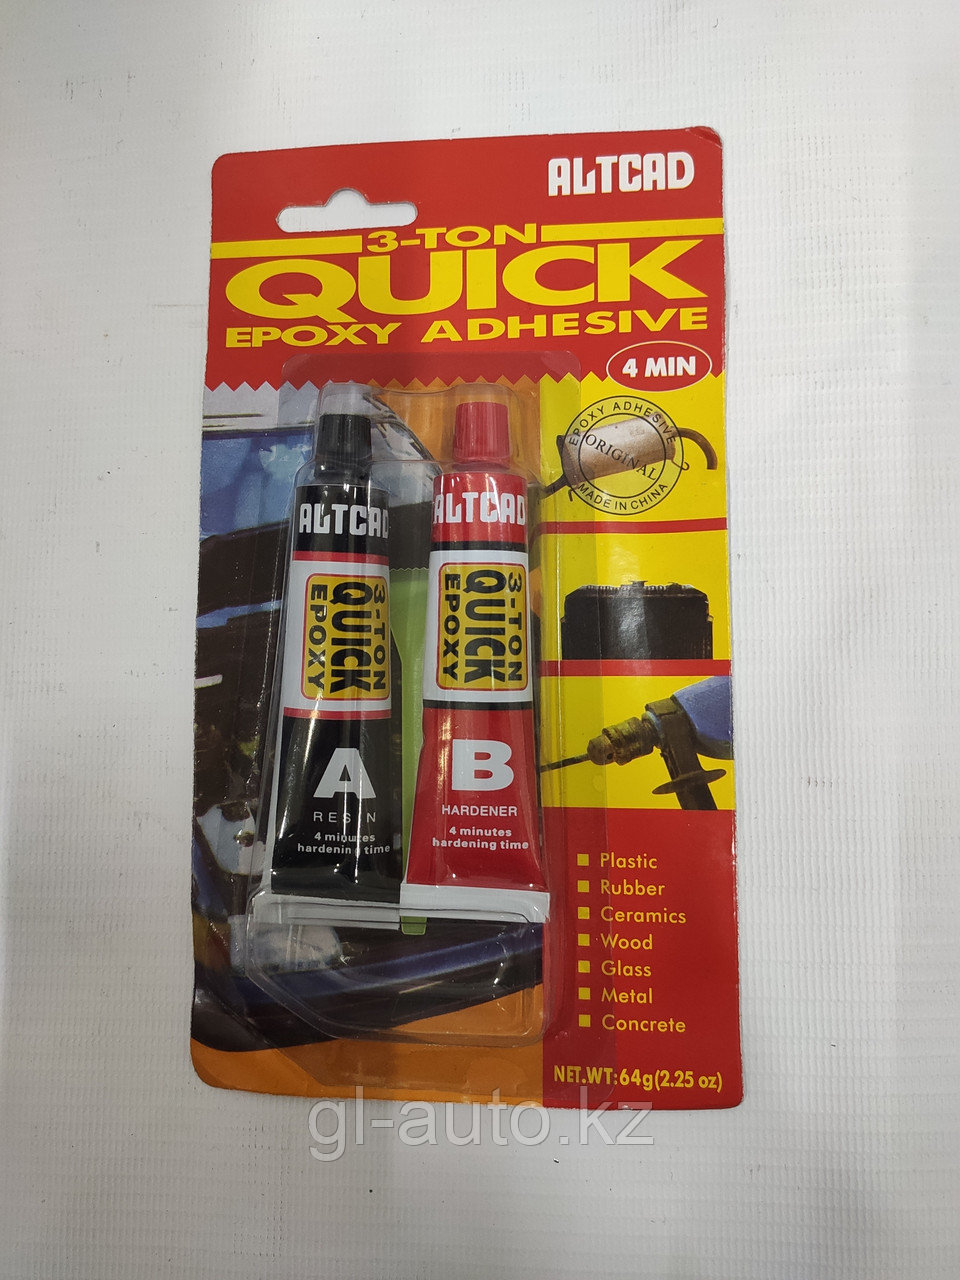 ALTCAD
3-TON
QUICK
EPOXY ADHESIVE
4 MIN
EPOXY ADHESIVE
ORIGINAL
MADE IN CHINA
ALTCAD
3-TON
QUICK
EPOXY
A
RESIN
4 minutes
hardening time
ALTCAD
3-TON
QUICK
EPOXY
B
HARDENER
4 minutes
hardening time
Plastic
Rubber
Ceramics
Wood
Glass
Metal
Concrete
NET.WT:64g(2.25 oz)
gl-auto.kz